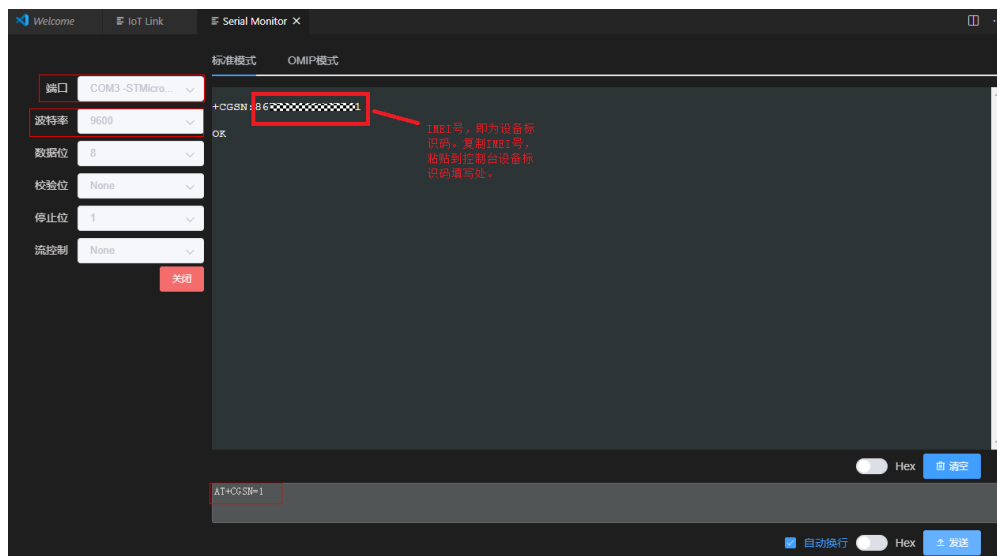 Welcome
IoT Link
Serial Monitor
标准模式
OMIP模式
端口
COM3 -STMicro...
波特率
9600
数据位
8
校验位
None
停止位
1
流控制
None
关闭
+CGSN:86
1
OK
IMEI号，即为设备标
识码。复制IMEI号，
粘贴到控制台设备标
识码填写处。
Hex
清空
AT+CGSN=1
自动换行
Hex
发送